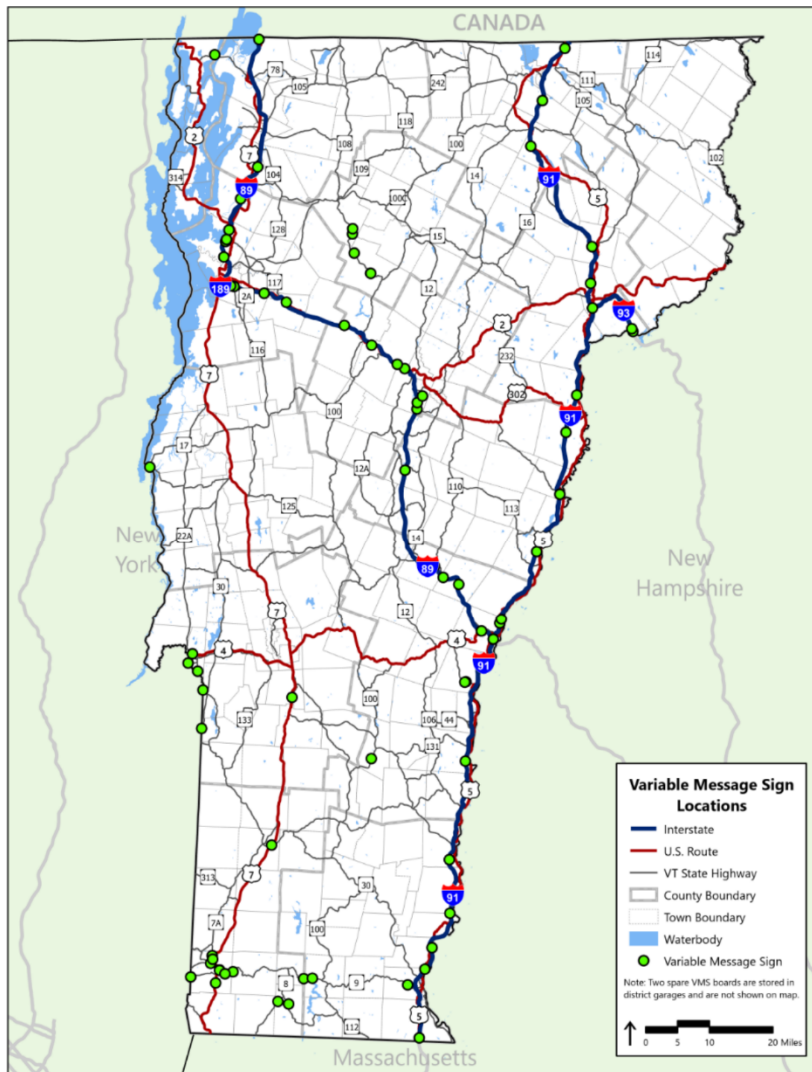 CANADA
114
78
105
242
111
105
2
118
7
108
100
102
314
104
109
14
91
89
100C
5
128
16
15
117
12
189
2A
93
2
116
232
7
302
91
100
17
12A
110
125
113
New
York
22A
14
5
New
Hampshire
89
30
7
12
4
4
91
100
133
106
44
131
5
7
313
30
91
7A
100
8
9
5
112
Massachusetts
Variable Message Sign
Locations
Interstate
U.S. Route
VT State Highway
County Boundary
Town Boundary
Waterbody
Variable Message Sign
Note: Two spare VMS boards are stored in
district garages and are not shown on map.
0 5 10 20 Miles